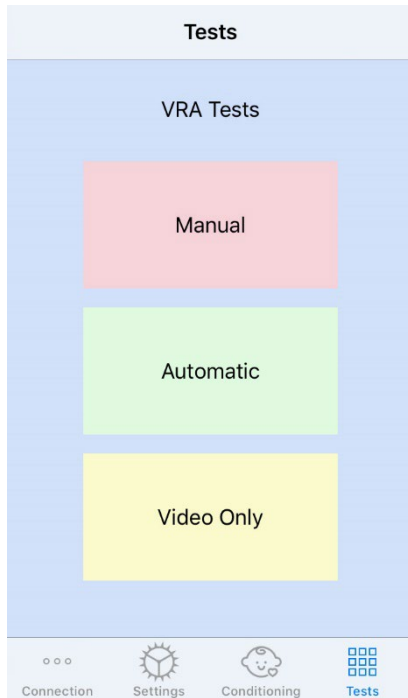 Tests
VRA Tests
Manual
Automatic
Video Only
Connection Settings Conditioning Tests